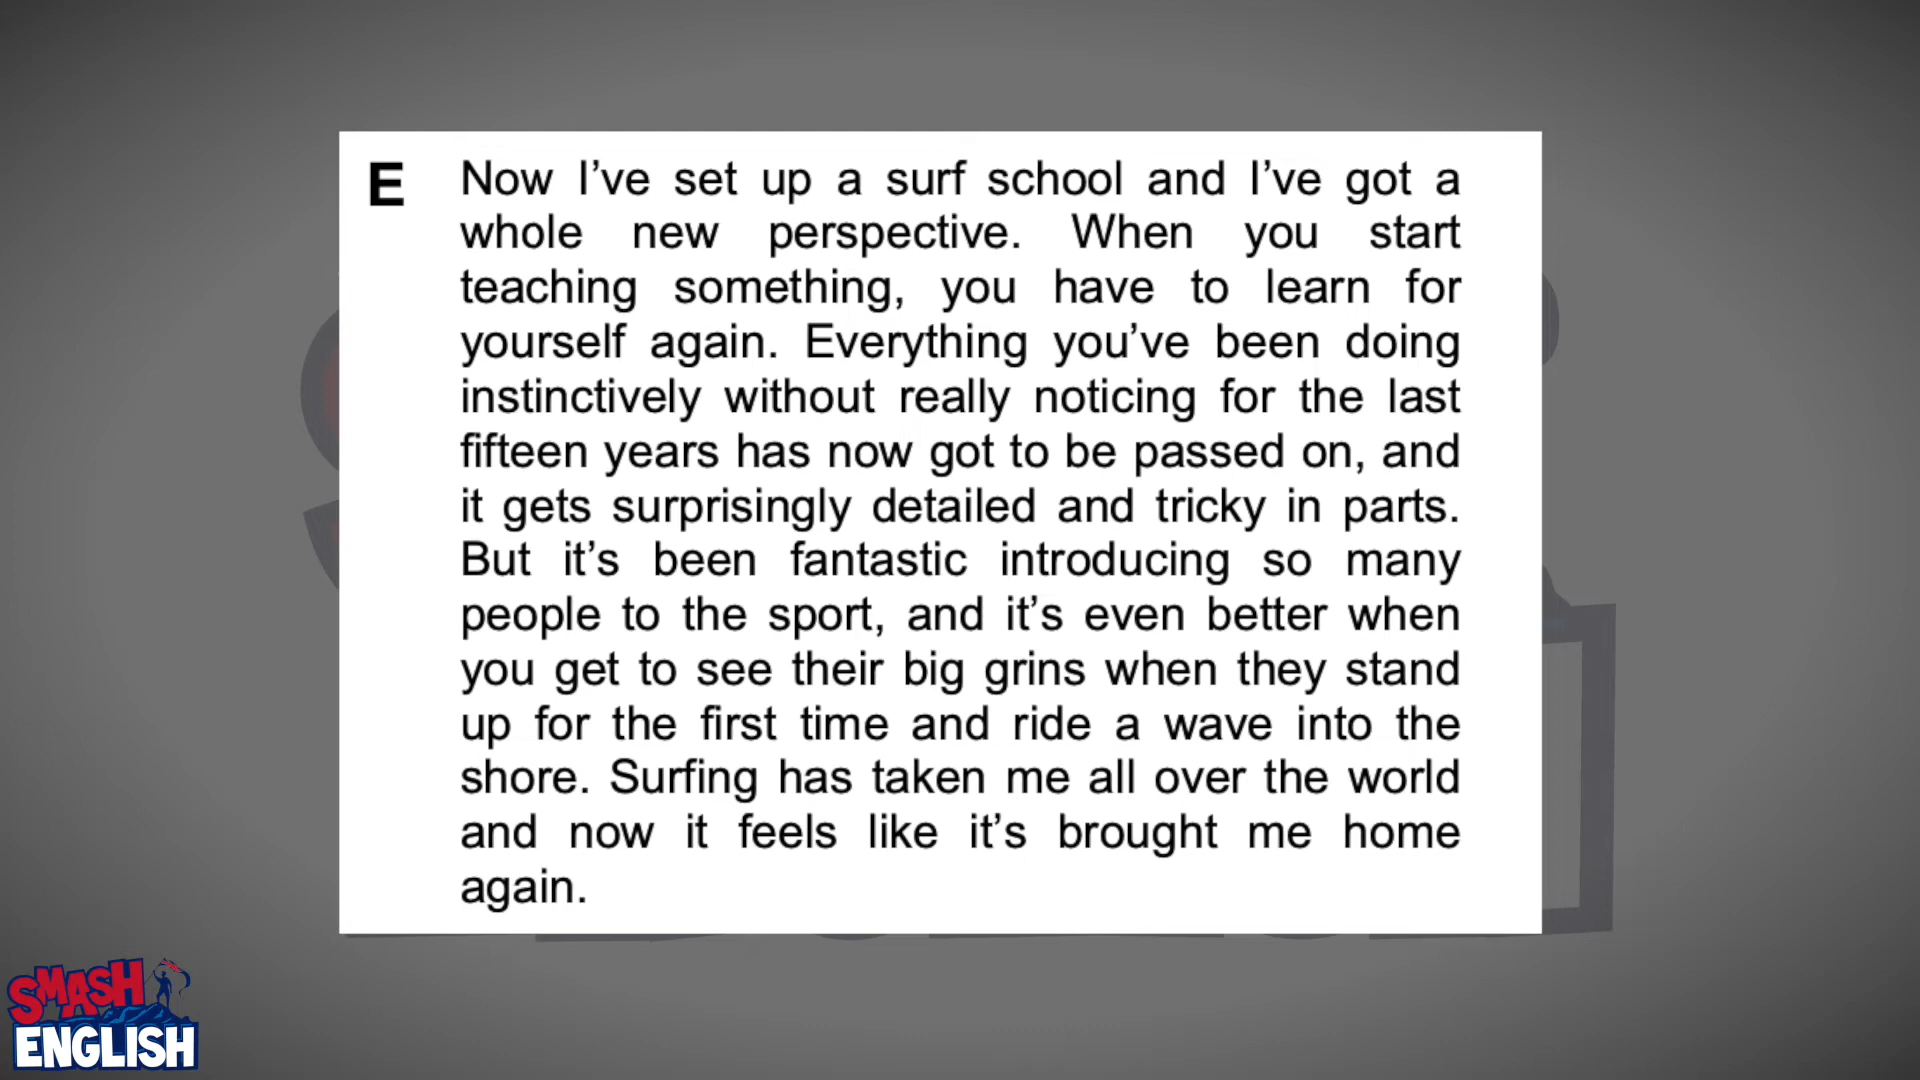 E Now I’ve set up a surf school and I’ve got a
whole new perspective. When you start
teaching something, you have to learn for
yourself again. Everything you’ve been doing
instinctively without really noticing for the last
fifteen years has now got to be passed on, and
it gets surprisingly detailed and tricky in parts.
But it’s been fantastic introducing so many
people to the sport, and it’s even better when
you get to see their big grins when they stand
up for the first time and ride a wave into the
shore. Surfing has taken me all over the world
and now it feels like it’s brought me home
again.
SMASH
ENGLISH